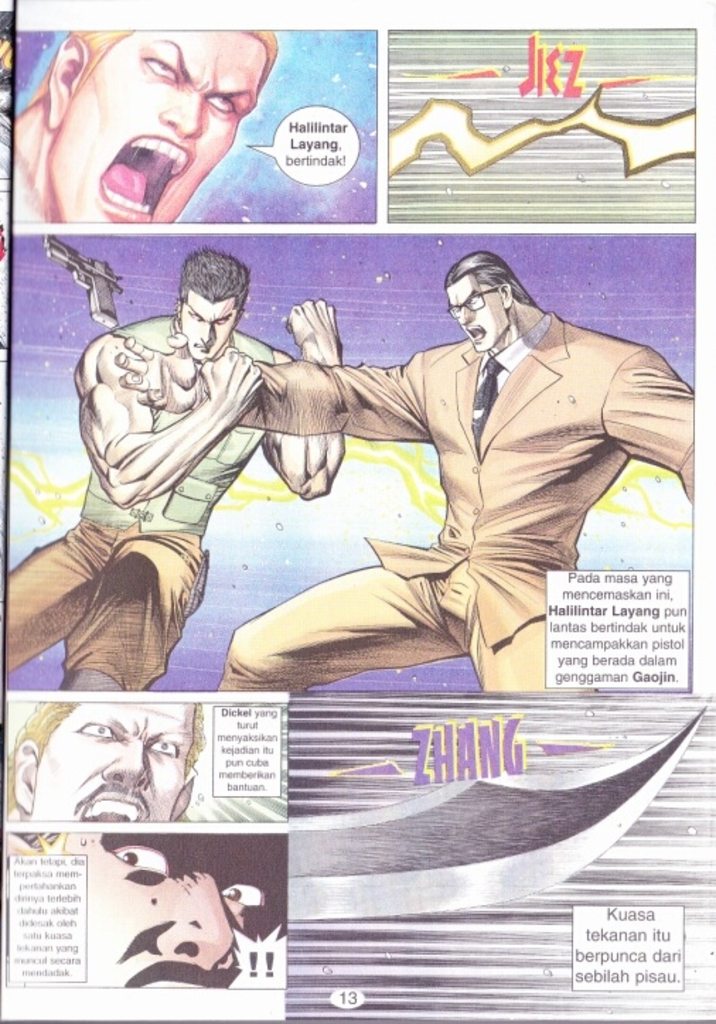 Halilintar
Layang,
bertindak!
JIEZ
Pada masa yang
mencemaskan ini,
Halilintar Layang pun
lantas bertindak untuk
mencampakkan pistol
yang berada dalam
genggaman Gaojin.
Dickel yang
turut
menyaksikan
kejadian itu
pun cuba
memberikan
bantuan.
ZHANG
Akan tetapi, dia
terpaksa mem-
pertahankan
dirinya terlebih
dahulu akibat
didesak oleh
satu kuasa
tekanan yang
muncul secara
mendadak.
!!
Kuasa
tekanan itu
berpunca dari
sebilah pisau.
13